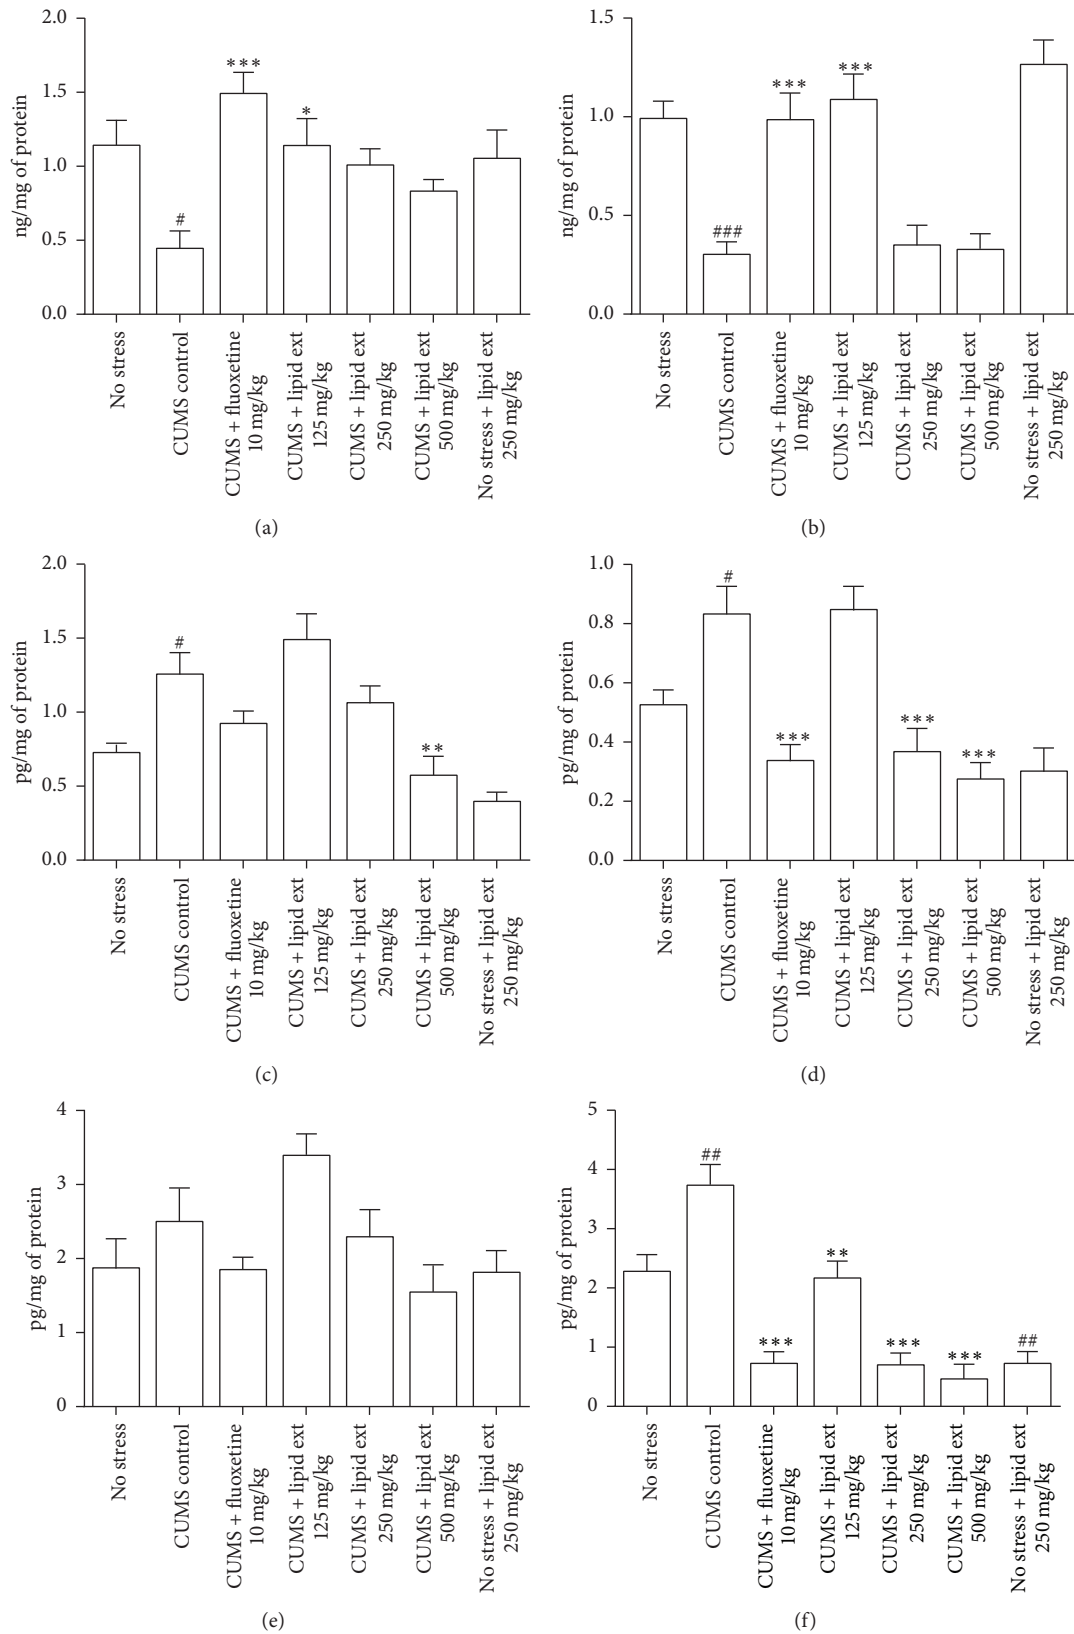 2.0
1.5
1.0
0.5
0.0
ng/mg of protein
***
*
#
No stress
CUMS control
CUMS + fluoxetine
10 mg/kg
CUMS + lipid ext
125 mg/kg
CUMS + lipid ext
250 mg/kg
CUMS + lipid ext
500 mg/kg
No stress + lipid ext
250 mg/kg
(a)
1.5
1.0
0.5
0.0
ng/mg of protein
***
***
###
No stress
CUMS control
CUMS + fluoxetine
10 mg/kg
CUMS + lipid ext
125 mg/kg
CUMS + lipid ext
250 mg/kg
CUMS + lipid ext
500 mg/kg
No stress + lipid ext
250 mg/kg
(b)
2.0
1.5
1.0
0.5
0.0
pg/mg of protein
#
**
No stress
CUMS control
CUMS + fluoxetine
10 mg/kg
CUMS + lipid ext
125 mg/kg
CUMS + lipid ext
250 mg/kg
CUMS + lipid ext
500 mg/kg
No stress + lipid ext
250 mg/kg
(c)
1.0
0.8
0.6
0.4
0.2
0.0
pg/mg of protein
#
***
***
***
No stress
CUMS control
CUMS + fluoxetine
10 mg/kg
CUMS + lipid ext
125 mg/kg
CUMS + lipid ext
250 mg/kg
CUMS + lipid ext
500 mg/kg
No stress + lipid ext
250 mg/kg
(d)
4
3
2
1
0
pg/mg of protein
No stress
CUMS control
CUMS + fluoxetine
10 mg/kg
CUMS + lipid ext
125 mg/kg
CUMS + lipid ext
250 mg/kg
CUMS + lipid ext
500 mg/kg
No stress + lipid ext
250 mg/kg
(e)
5
4
3
2
1
0
pg/mg of protein
##
***
**
***
***
##
No stress
CUMS control
CUMS + fluoxetine
10 mg/kg
CUMS + lipid ext
125 mg/kg
CUMS + lipid ext
250 mg/kg
CUMS + lipid ext
500 mg/kg
No stress + lipid ext
250 mg/kg
(f)